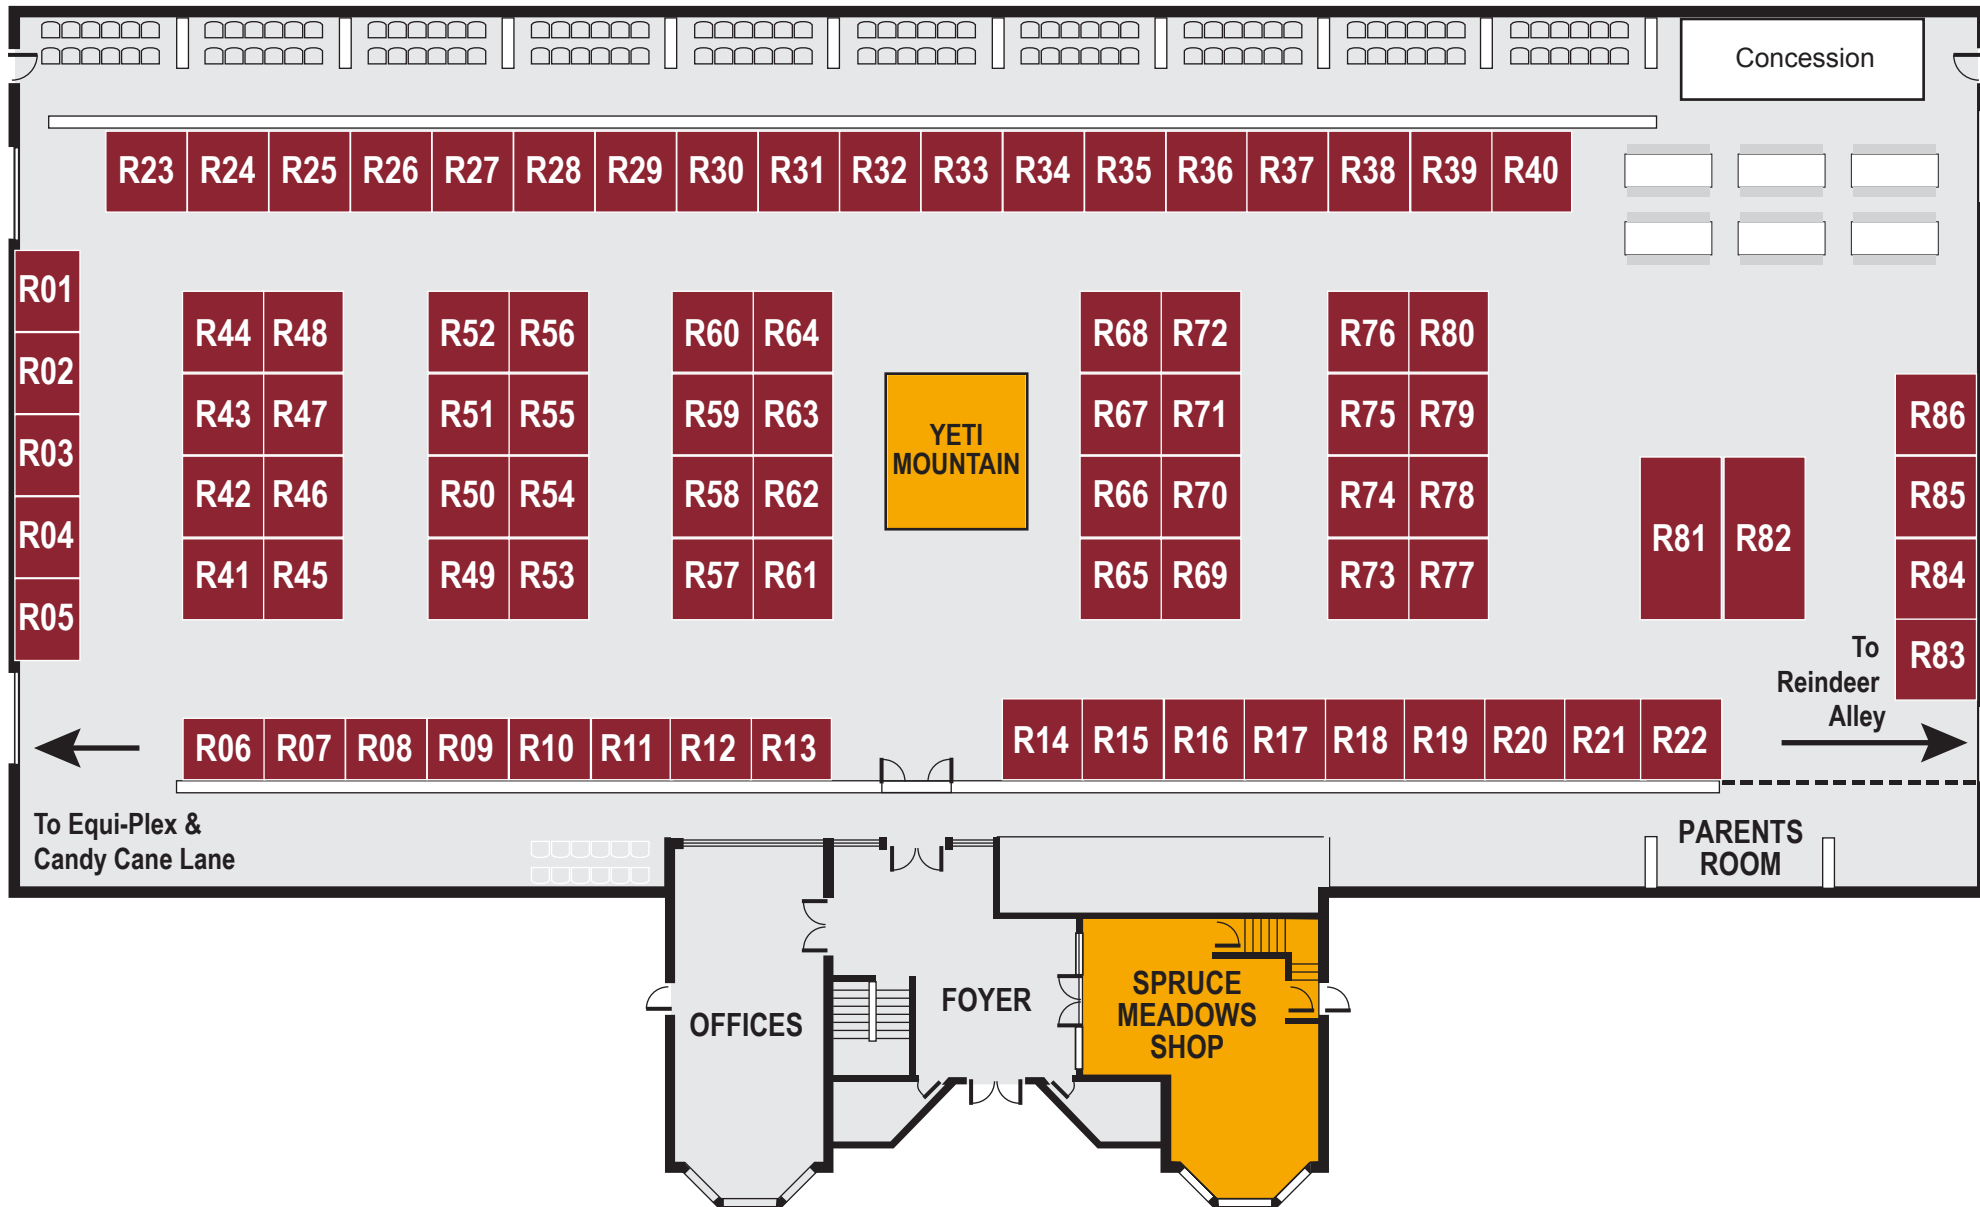 Concession
R23 R24 R25 R26 R27 R28 R29 R30 R31 R32 R33 R34 R35 R36 R37 R38 R39 R40
R01
R02
R03
R04
R05
R44 R48 R52 R56 R60 R64 R68 R72 R76 R80
R43 R47 R51 R55 R59 R63 R67 R71 R75 R79
R42 R46 R50 R54 R58 R62 R66 R70 R74 R78
R41 R45 R49 R53 R57 R61 R65 R69 R73 R77
YETI
MOUNTAIN
R81 R82
R86
R85
R84
R83
To
Reindeer
Alley
R06 R07 R08 R09 R10 R11 R12 R13
R14 R15 R16 R17 R18 R19 R20 R21 R22
To Equi-Plex &
Candy Cane Lane
PARENTS
ROOM
OFFICES
FOYER
SPRUCE
MEADOWS
SHOP